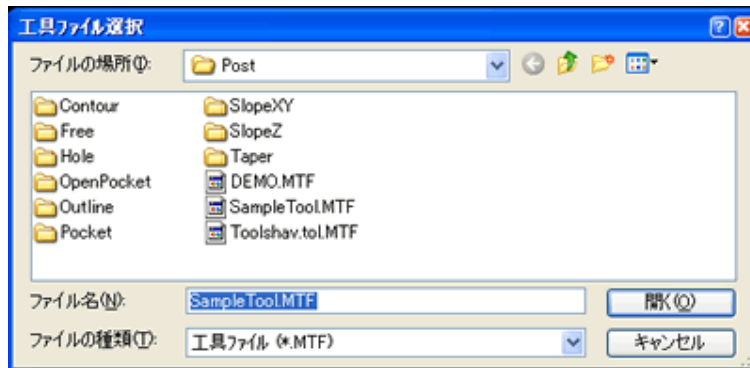 工具ファイル選択
ファイルの場所(I):
Post
Contour
Free
Hole
OpenPocket
Outline
Pocket
SlopeXY
SlopeZ
Taper
DEMO.MTF
SampleTool.MTF
Toolshav.tol.MTF
ファイル名(N):
SampleTool.MTF
開く(O)
ファイルの種類(T):
工具ファイル (*.MTF)
キャンセル